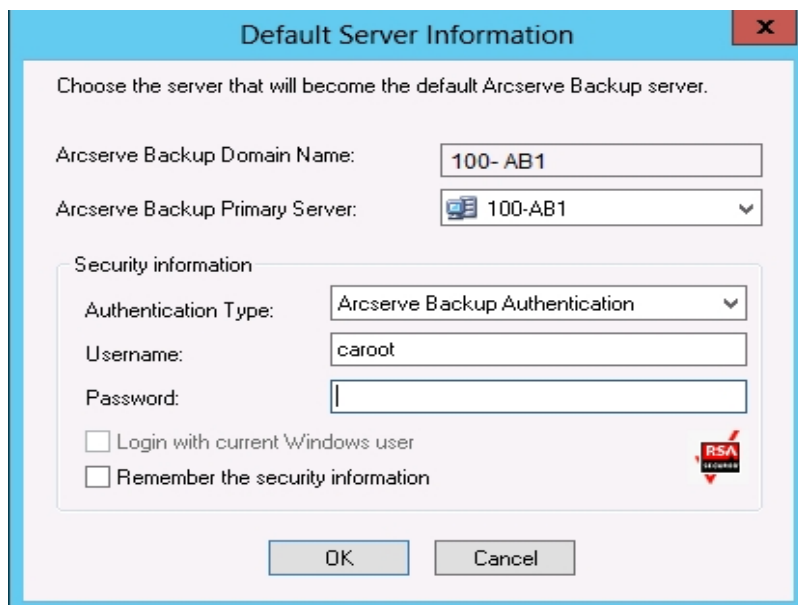 Default Server Information
x
Choose the server that will become the default Arcserve Backup server.
Arcserve Backup Domain Name:
100- AB1
Arcserve Backup Primary Server:
100-AB1
Security information
Authentication Type:
Arcserve Backup Authentication
Username:
caroot
Password:
Login with current Windows user
Remember the security information
RSA
SECURED
OK
Cancel